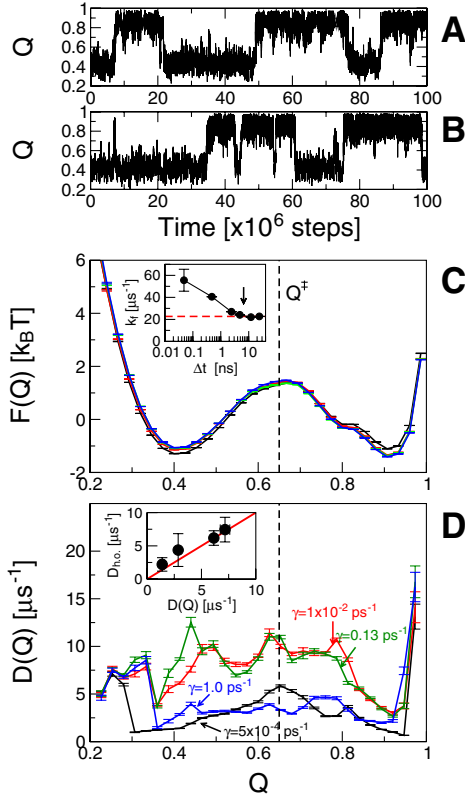 1
0.8
0.6
0.4
0.2
Q
A
0 20 40 60 80 100
1
0.8
0.6
0.4
0.2
Q
B
0 20 40 60 80 100
Time [x10^6 steps]
6
4
2
0
-2
F(Q) [k_BT]
C
Q‡
60
40
20
0
k_f [μs^-1]
0.01 0.1 1 10
Δt [ns]
0.2 0.4 0.6 0.8 1
20
15
10
5
0
D(Q) [μs^-1]
D
10
5
0
D_h.o. [μs^-1]
0 5 10
D(Q) [μs^-1]
γ=1x10^-2 ps^-1
γ=0.13 ps^-1
γ=1.0 ps^-1
γ=5x10^-4 ps^-1
0.2 0.4 0.6 0.8 1
Q